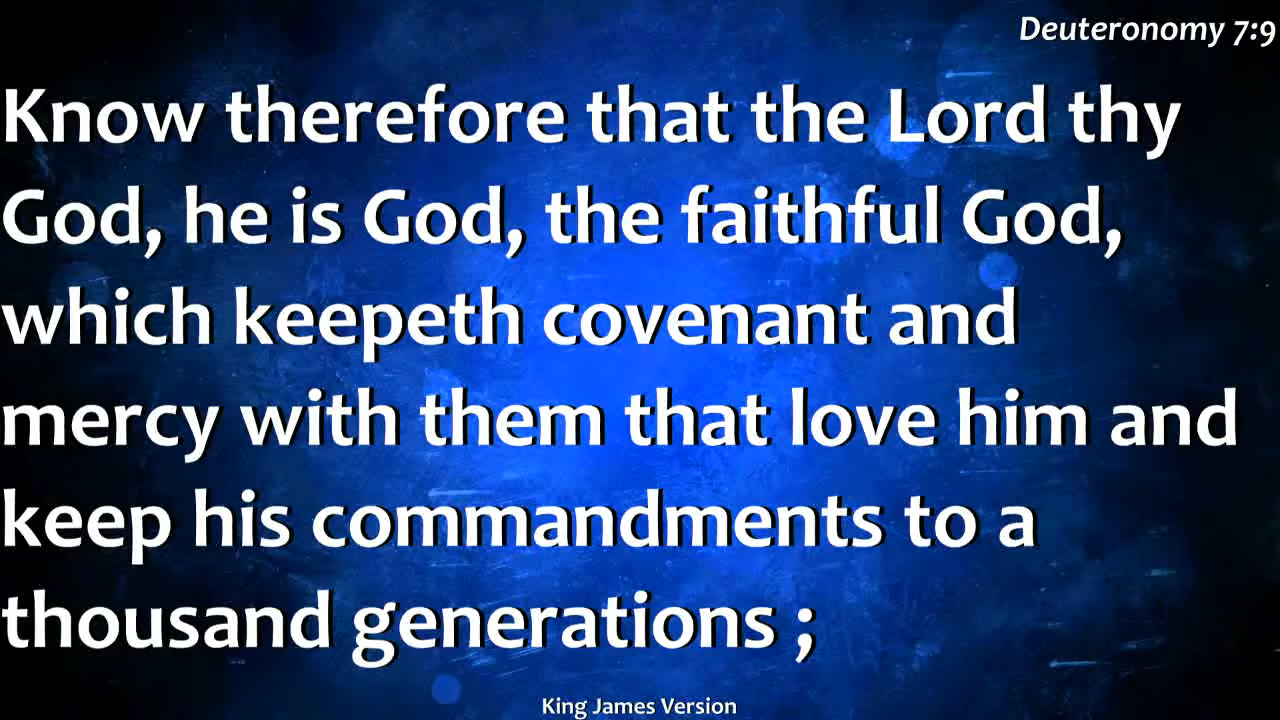 Deuteronomy 7:9
Know therefore that the Lord thy
God, he is God, the faithful God,
which keepeth covenant and
mercy with them that love him and
keep his commandments to a
thousand generations ;
King James Version